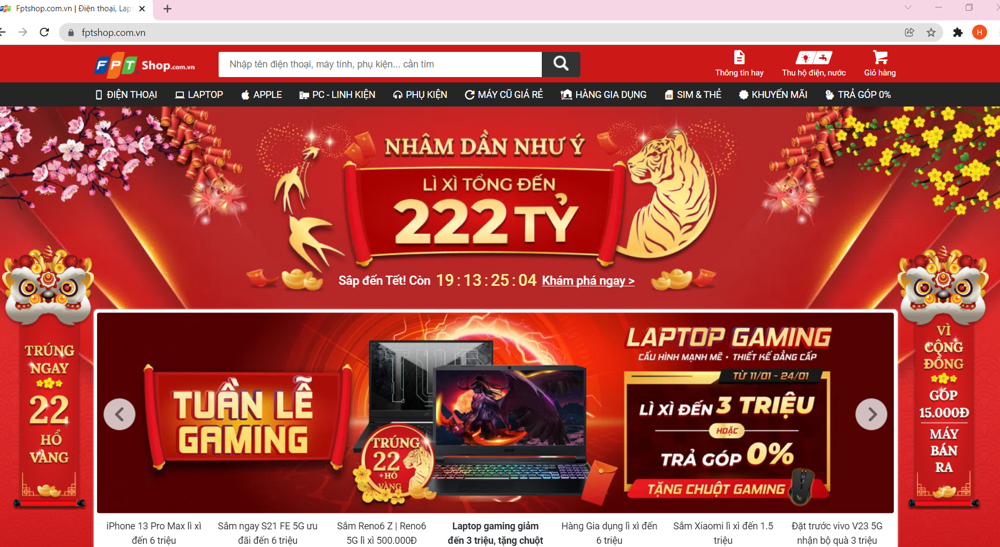 Fptshop.com.vn | Điện thoại, Lap
fptshop.com.vn
H
FPT Shop.com.vn
Nhập tên điện thoại, máy tính, phụ kiện... cần tìm
Thông tin hay
Thu hộ điện, nước
Giỏ hàng
ĐIỆN THOẠI
LAPTOP
APPLE
PC - LINH KIỆN
PHỤ KIỆN
MÁY CŨ GIÁ RẺ
HÀNG GIA DỤNG
SIM & THẺ
KHUYẾN MÃI
TRẢ GÓP 0%
NHÂM DẦN NHƯ Ý
LÌ XÌ TỔNG ĐẾN
222 TỶ
Sắp đến Tết! Còn 19 : 13 : 25 : 04 Khám phá ngay >
TRÚNG
NGAY
22
HỔ
VÀNG
TUẦN LỄ
GAMING
TRÚNG
22
HỔ
VÀNG
acer
LAPTOP GAMING
CẤU HÌNH MẠNH MẼ • THIẾT KẾ ĐẲNG CẤP
TỪ 11/01 - 24/01
LÌ XÌ ĐẾN 3 TRIỆU
HOẶC
TRẢ GÓP 0%
TẶNG CHUỘT GAMING
VÌ
CỘNG
ĐỒNG
GÓP
15.000Đ
MÁY
BÁN
RA
iPhone 13 Pro Max lì xì
đến 6 triệu
Sắm ngay S21 FE 5G ưu
đãi đến 6 triệu
Sắm Reno6 Z | Reno6
5G lì xì 500.000Đ
Laptop gaming giảm
đến 3 triệu, tặng chuột
Hàng Gia dụng lì xì đến
6 triệu
Sắm Xiaomi lì xì đến 1.5
triệu
Đặt trước vivo V23 5G
nhận bộ quà 3 triệu